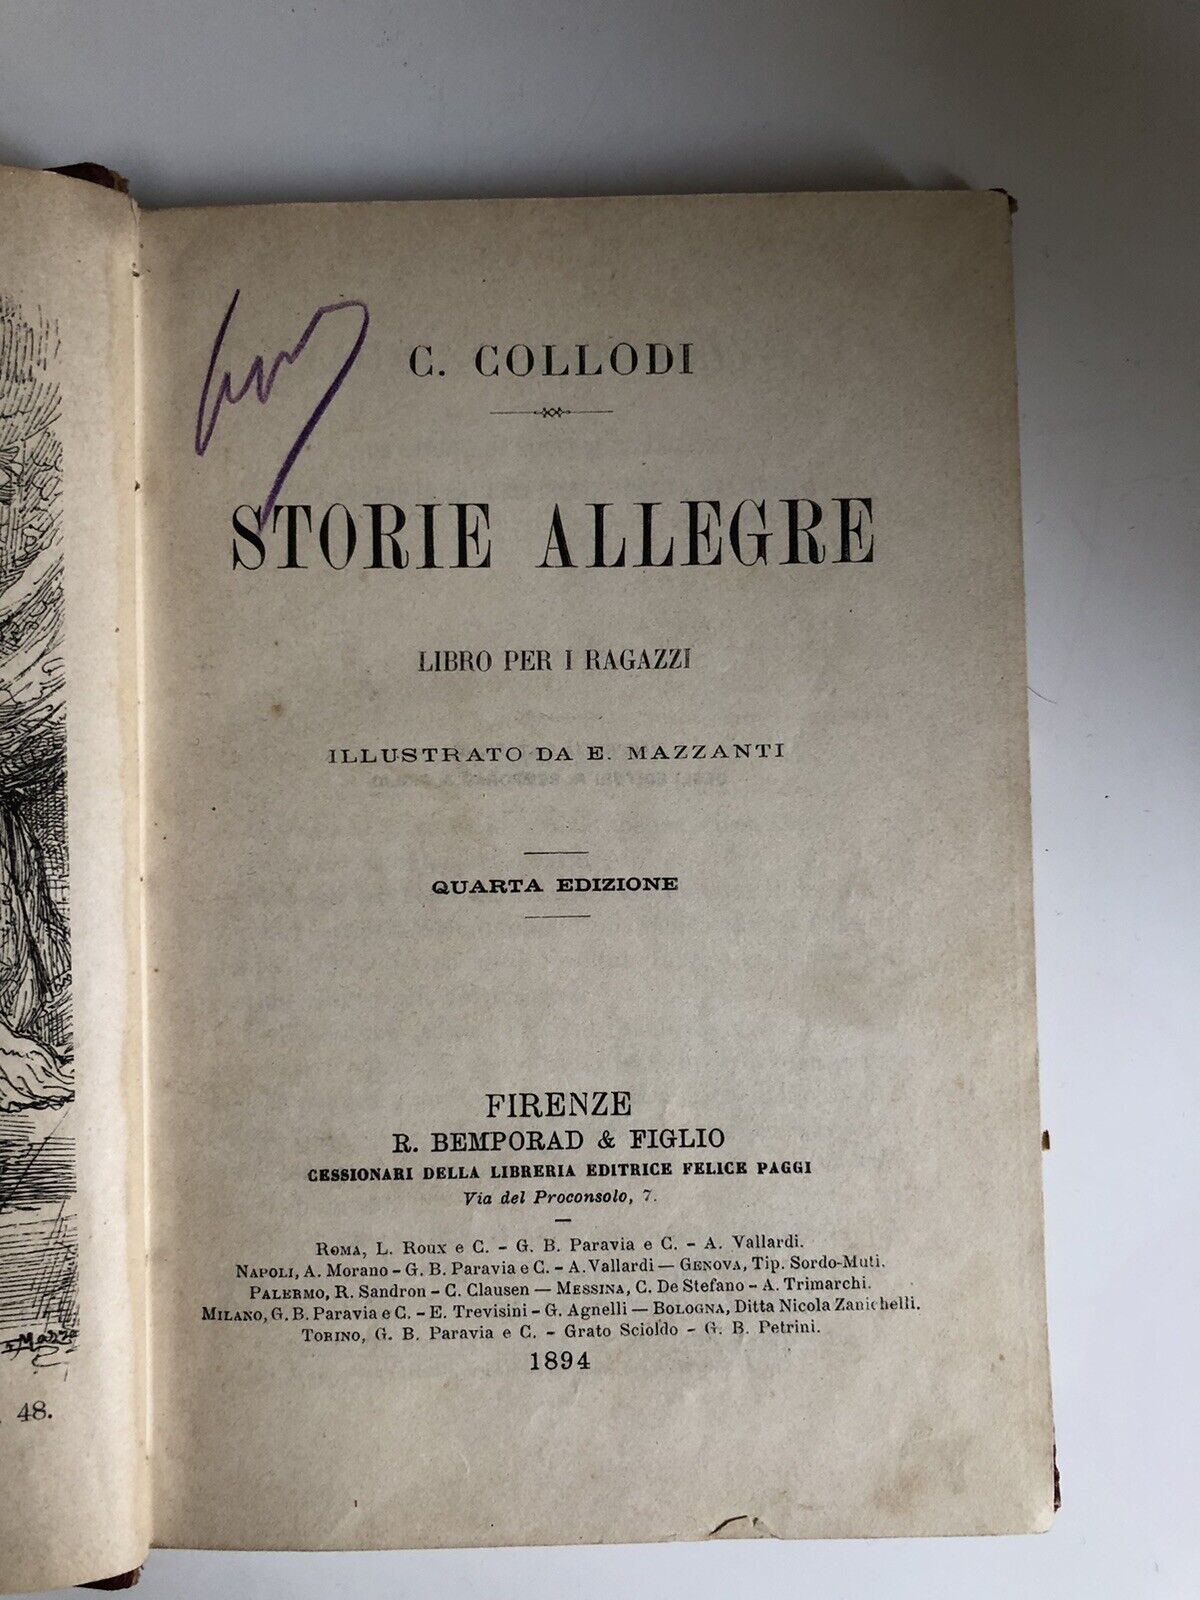 C. COLLODI
STORIE ALLEGRE
LIBRO PER I RAGAZZI
ILLUSTRATO DA E. MAZZANTI
QUARTA EDIZIONE
FIRENZE
R. BEMPORAD & FIGLIO
CESSIONARI DELLA LIBRERIA EDITRICE FELICE PAGGI
Via del Proconsolo, 7.
ROMA, L. Roux e C. - G. B. Paravia e C. - A. Vallardi.
NAPOLI, A. Morano - G. B. Paravia e C. - A. Vallardi — GENOVA, Tip. Sordo-Muti.
PALERMO, R. Sandron - C. Clausen — MESSINA, C. De Stefano - A. Trimarchi.
MILANO, G. B. Paravia e C. - E. Trevisini - G. Agnelli — BOLOGNA, Ditta Nicola Zanichelli.
TORINO, G. B. Paravia e C. - Grato Scioldo - G. B. Petrini.
1894
48.